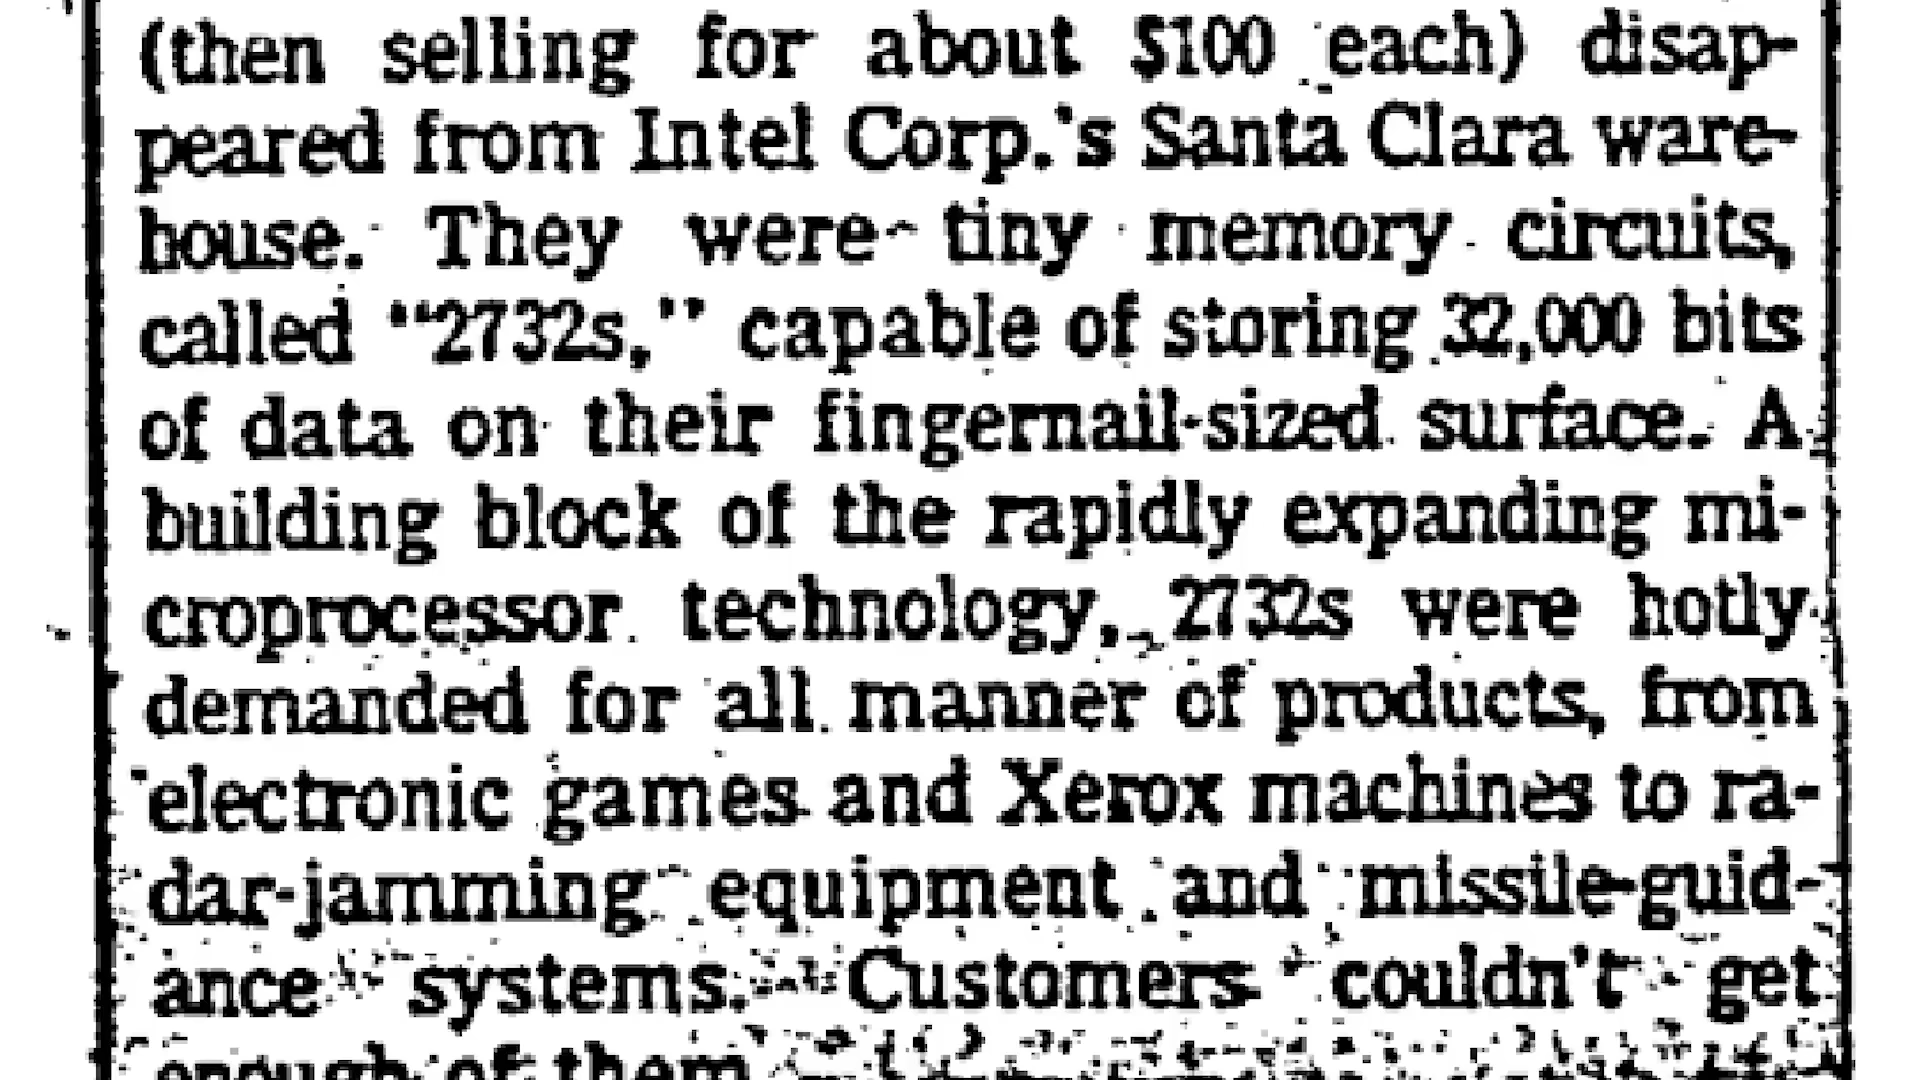 (then selling for about $100 each) disap-
peared from Intel Corp.'s Santa Clara ware-
house. They were tiny memory circuits,
called "2732s," capable of storing 32,000 bits
of data on their fingernail-sized surface. A
building block of the rapidly expanding mi-
croprocessor technology, 2732s were hotly
demanded for all manner of products, from
electronic games and Xerox machines to ra-
dar-jamming equipment and missile-guid-
ance systems. Customers couldn't get
enough of them